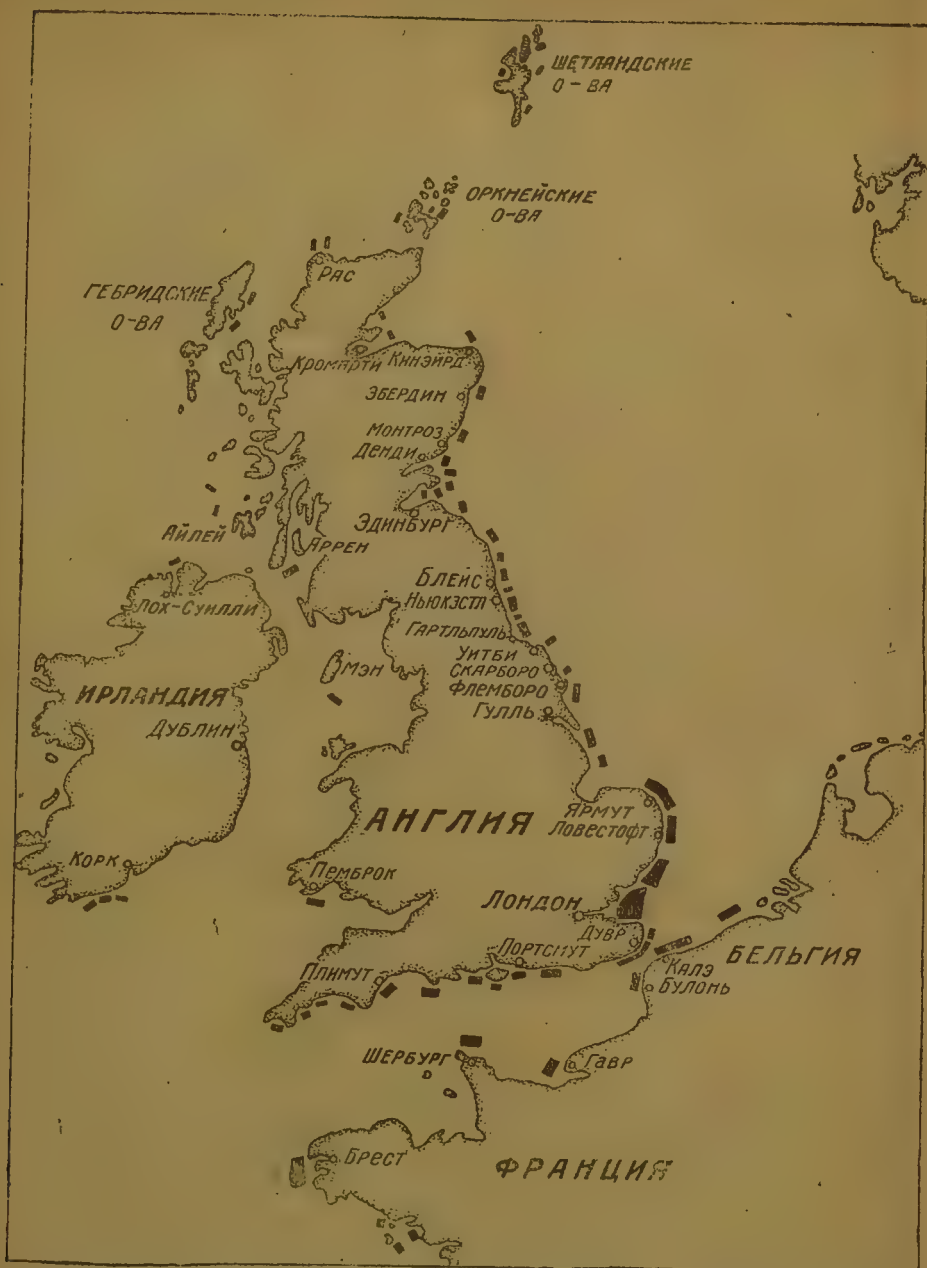 ШЕТЛАНДСКИЕ
О-ВА
ОРКНЕЙСКИЕ
О-ВА
РАС
ГЕБРИДСКИЕ
О-ВА
КРОМАРТИ
КИНЭИРД
ЭБЕРДИН
МОНТРОЗ
ДЕНДИ
ЭДИНБУРГ
АЙЛЕЙ
АРРЕН
БЛЕЙС
НЬЮКЭСТЛ
ЛОХ-СУИЛЛИ
ГАРТЛЬПУЛЬ
УИТБИ
СКАРБОРО
ФЛЕМБОРО
ГУЛЛЬ
МЭН
ИРЛАНДИЯ
ДУБЛИН
АНГЛИЯ
ЯРМУТ
ЛОВЕСТОФТ
КОРК
ПЕМБРОК
ЛОНДОН
ДУВР
ПОРТСМУТ
ПЛИМУТ
КАЛЭ
БУЛОНЬ
БЕЛЬГИЯ
ШЕРБУРГ
ГАВР
БРЕСТ
ФРАНЦИЯ